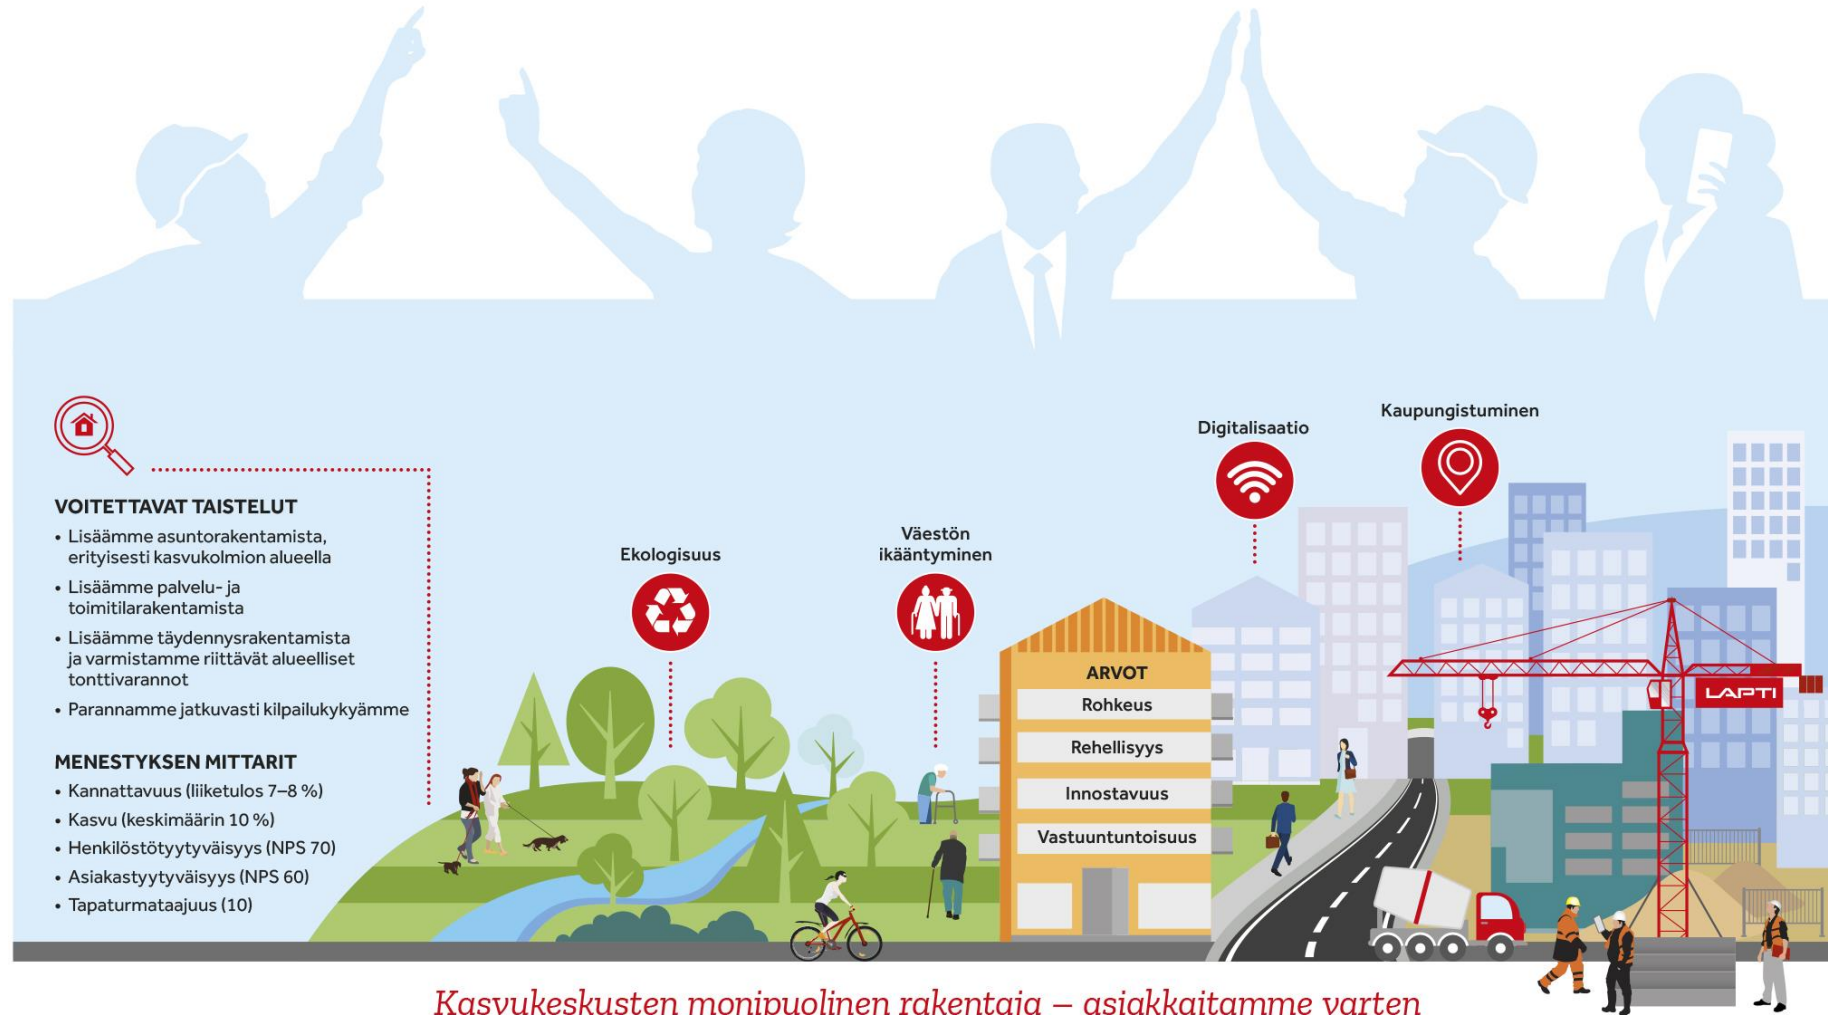 Digitalisaatio
Kaupungistuminen
Ekologisuus
Väestön
ikääntyminen
VOITETTAVAT TAISTELUT
• Lisäämme asuntorakentamista,
erityisesti kasvukolmion alueella
• Lisäämme palvelu- ja
toimitilarakentamista
• Lisäämme täydennysrakentamista
ja varmistamme riittävät alueelliset
tonttivarannot
• Parannamme jatkuvasti kilpailukykyämme
MENESTYKSEN MITTARIT
• Kannattavuus (liiketulos 7–8 %)
• Kasvu (keskimäärin 10 %)
• Henkilöstötyytyväisyys (NPS 70)
• Asiakastyytyväisyys (NPS 60)
• Tapaturmataajuus (10)
ARVOT
Rohkeus
Rehellisyys
Innostavuus
Vastuuntuntoisuus
LAPTI
Kasvukeskusten monipuolinen rakentaja – asiakkaitamme varten